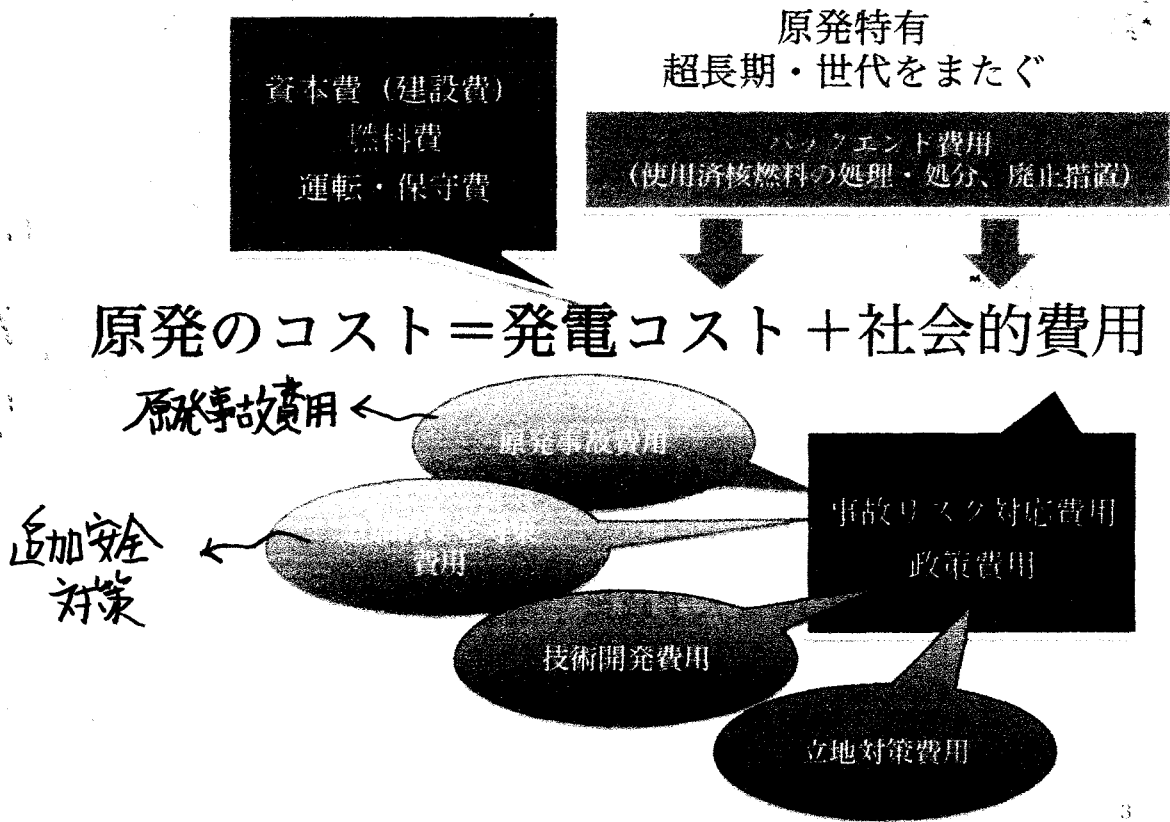 原発特有
超長期・世代をまたぐ
資本費（建設費）
燃料費
運転・保守費
バックエンド費用
(使用済核燃料の処理・処分、廃止措置)
原発のコスト＝発電コスト＋社会的費用
原発事故費用
原発事故費用
追加安全
対策
費用
事故リスク対応費用
政策費用
技術開発費用
立地対策費用
3